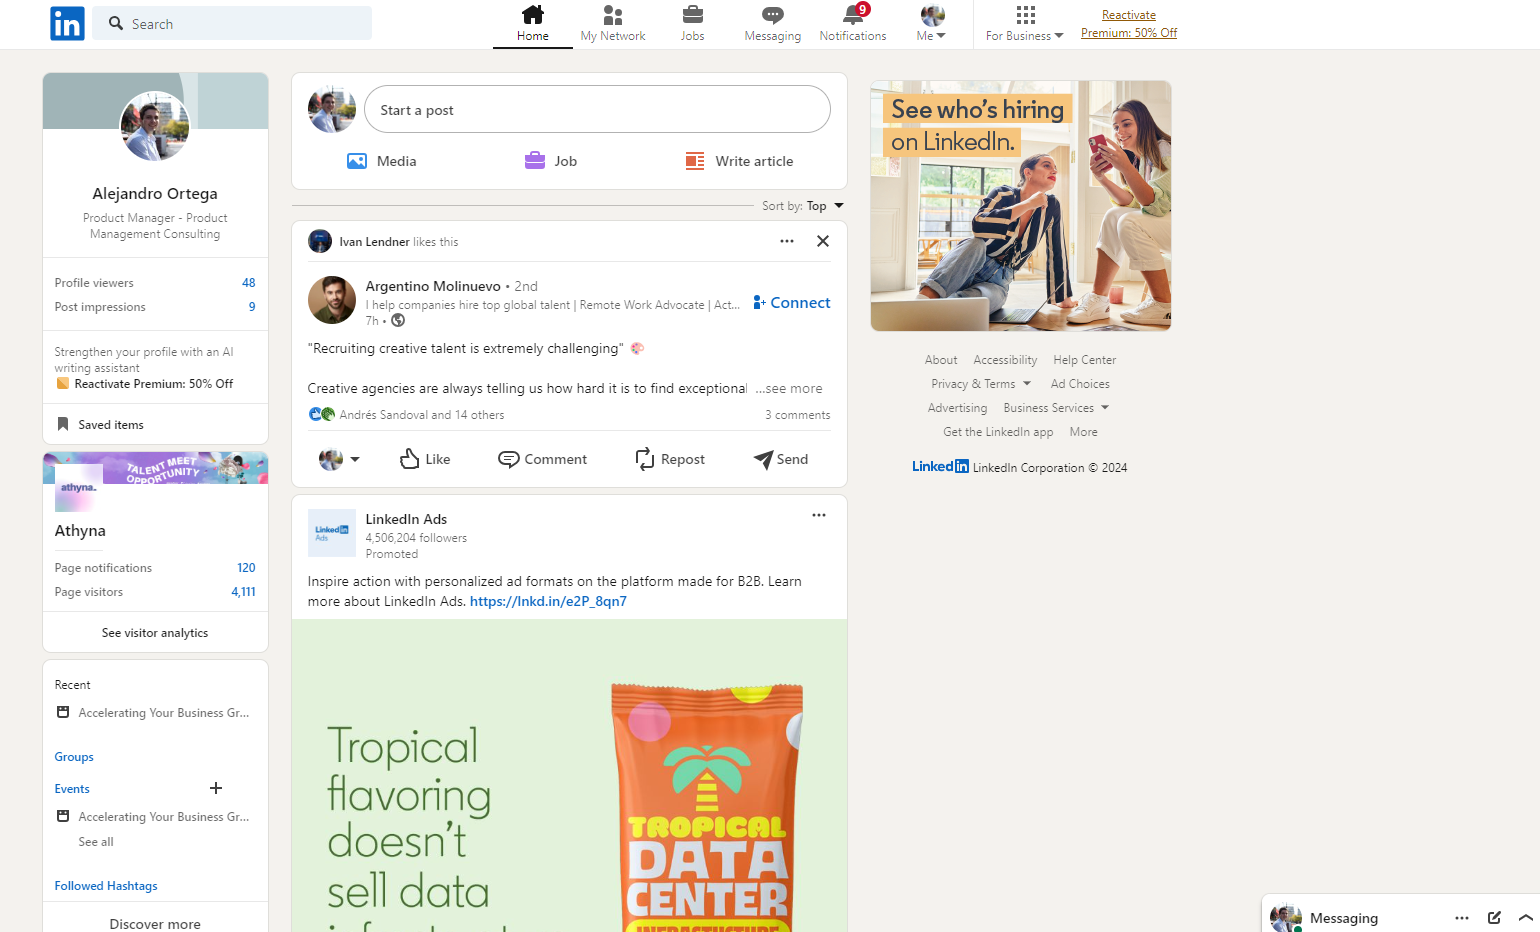 in
Search
Home
My Network
Jobs
Messaging
9
Notifications
Me
For Business
Reactivate
Premium: 50% Off
Alejandro Ortega
Product Manager - Product
Management Consulting
Profile viewers 48
Post impressions 9
Strengthen your profile with an AI
writing assistant
Reactivate Premium: 50% Off
Saved items
TALENT MEET
OPPORTUNITY
athyna.
Athyna
Page notifications 120
Page visitors 4,111
See visitor analytics
Recent
Accelerating Your Business Gr...
Groups
Events
Accelerating Your Business Gr...
See all
Followed Hashtags
Discover more
Start a post
Media
Job
Write article
Sort by: Top
Ivan Lendner likes this
Argentino Molinuevo • 2nd
I help companies hire top global talent | Remote Work Advocate | Act...
7h •
Connect
"Recruiting creative talent is extremely challenging" 🎨
Creative agencies are always telling us how hard it is to find exceptional ...see more
Andrés Sandoval and 14 others
3 comments
Like
Comment
Repost
Send
Linked in
Ads
LinkedIn Ads
4,506,204 followers
Promoted
Inspire action with personalized ad formats on the platform made for B2B. Learn
more about LinkedIn Ads. https://lnkd.in/e2P_8qn7
Tropical
flavoring
doesn't
sell data
TROPICAL
DATA
CENTER
See who's hiring
on LinkedIn.
About Accessibility Help Center
Privacy & Terms Ad Choices
Advertising Business Services
Get the LinkedIn app More
Linked in LinkedIn Corporation © 2024
Messaging